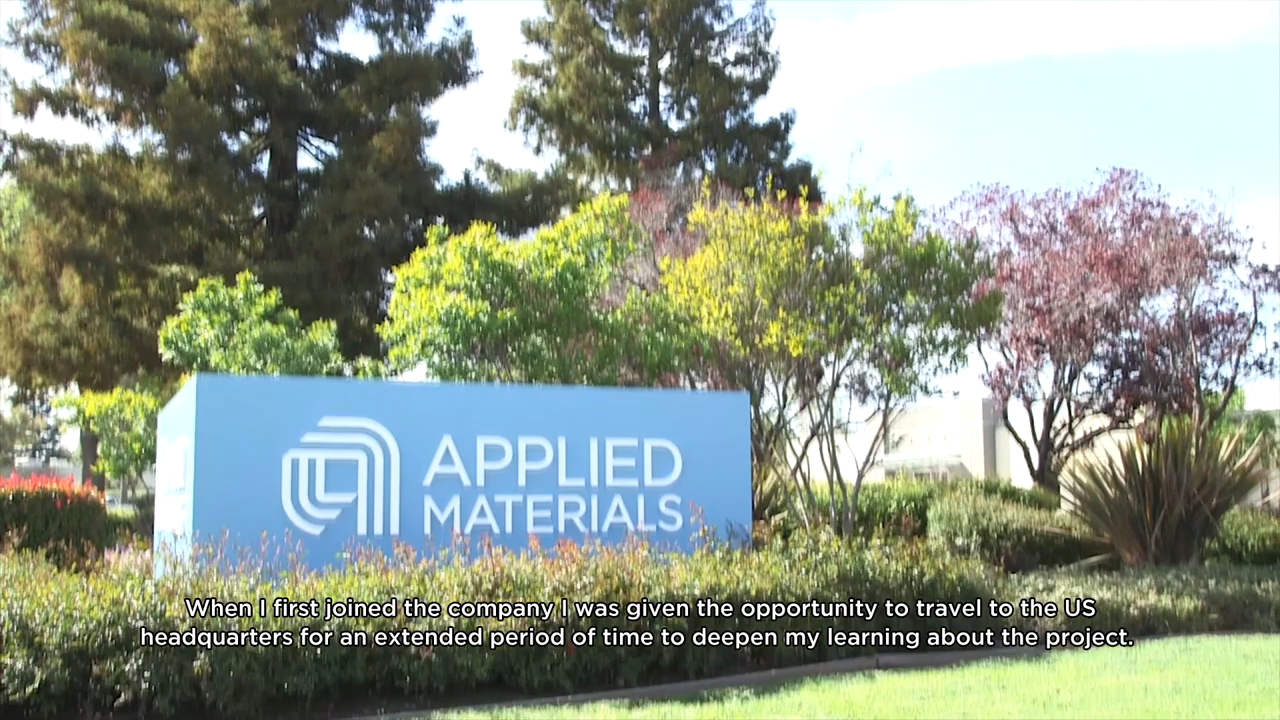 APPLIED
MATERIALS
When I first joined the company I was given the opportunity to travel to the US
headquarters for an extended period of time to deepen my learning about the project.